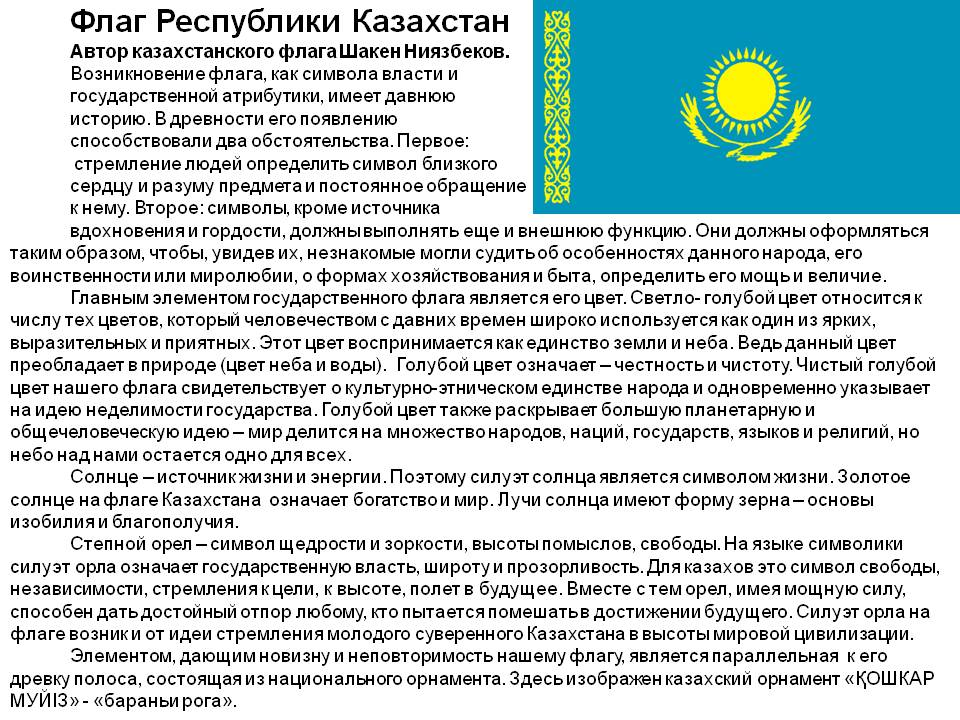 Флаг Республики Казахстан
Автор казахстанского флага Шакен Ниязбеков.
Возникновение флага, как символа власти и
государственной атрибутики, имеет давнюю
историю. В древности его появлению
способствовали два обстоятельства. Первое:
стремление людей определить символ близкого
сердцу и разуму предмета и постоянное обращение
к нему. Второе: символы, кроме источника
вдохновения и гордости, должны выполнять еще и внешнюю функцию. Они должны оформляться
таким образом, чтобы, увидев их, незнакомые могли судить об особенностях данного народа, его
воинственности или миролюбии, о формах хозяйствования и быта, определить его мощь и величие.
Главным элементом государственного флага является его цвет. Светло- голубой цвет относится к
числу тех цветов, который человечеством с давних времен широко используется как один из ярких,
выразительных и приятных. Этот цвет воспринимается как единство земли и неба. Ведь данный цвет
преобладает в природе (цвет неба и воды). Голубой цвет означает – честность и чистоту. Чистый голубой
цвет нашего флага свидетельствует о культурно-этническом единстве народа и одновременно указывает
на идею неделимости государства. Голубой цвет также раскрывает большую планетарную и
общечеловеческую идею – мир делится на множество народов, наций, государств, языков и религий, но
небо над нами остается одно для всех.
Солнце – источник жизни и энергии. Поэтому силуэт солнца является символом жизни. Золотое
солнце на флаге Казахстана означает богатство и мир. Лучи солнца имеют форму зерна – основы
изобилия и благополучия.
Степной орел – символ щедрости и зоркости, высоты помыслов, свободы. На языке символики
силуэт орла означает государственную власть, широту и прозорливость. Для казахов это символ свободы,
независимости, стремления к цели, к высоте, полет в будущее. Вместе с тем орел, имея мощную силу,
способен дать достойный отпор любому, кто пытается помешать в достижении будущего. Силуэт орла на
флаге возник и от идеи стремления молодого суверенного Казахстана в высоты мировой цивилизации.
Элементом, дающим новизну и неповторимость нашему флагу, является параллельная к его
древку полоса, состоящая из национального орнамента. Здесь изображен казахский орнамент «ҚОШКАР
МУЙІЗ» - «бараньи рога».